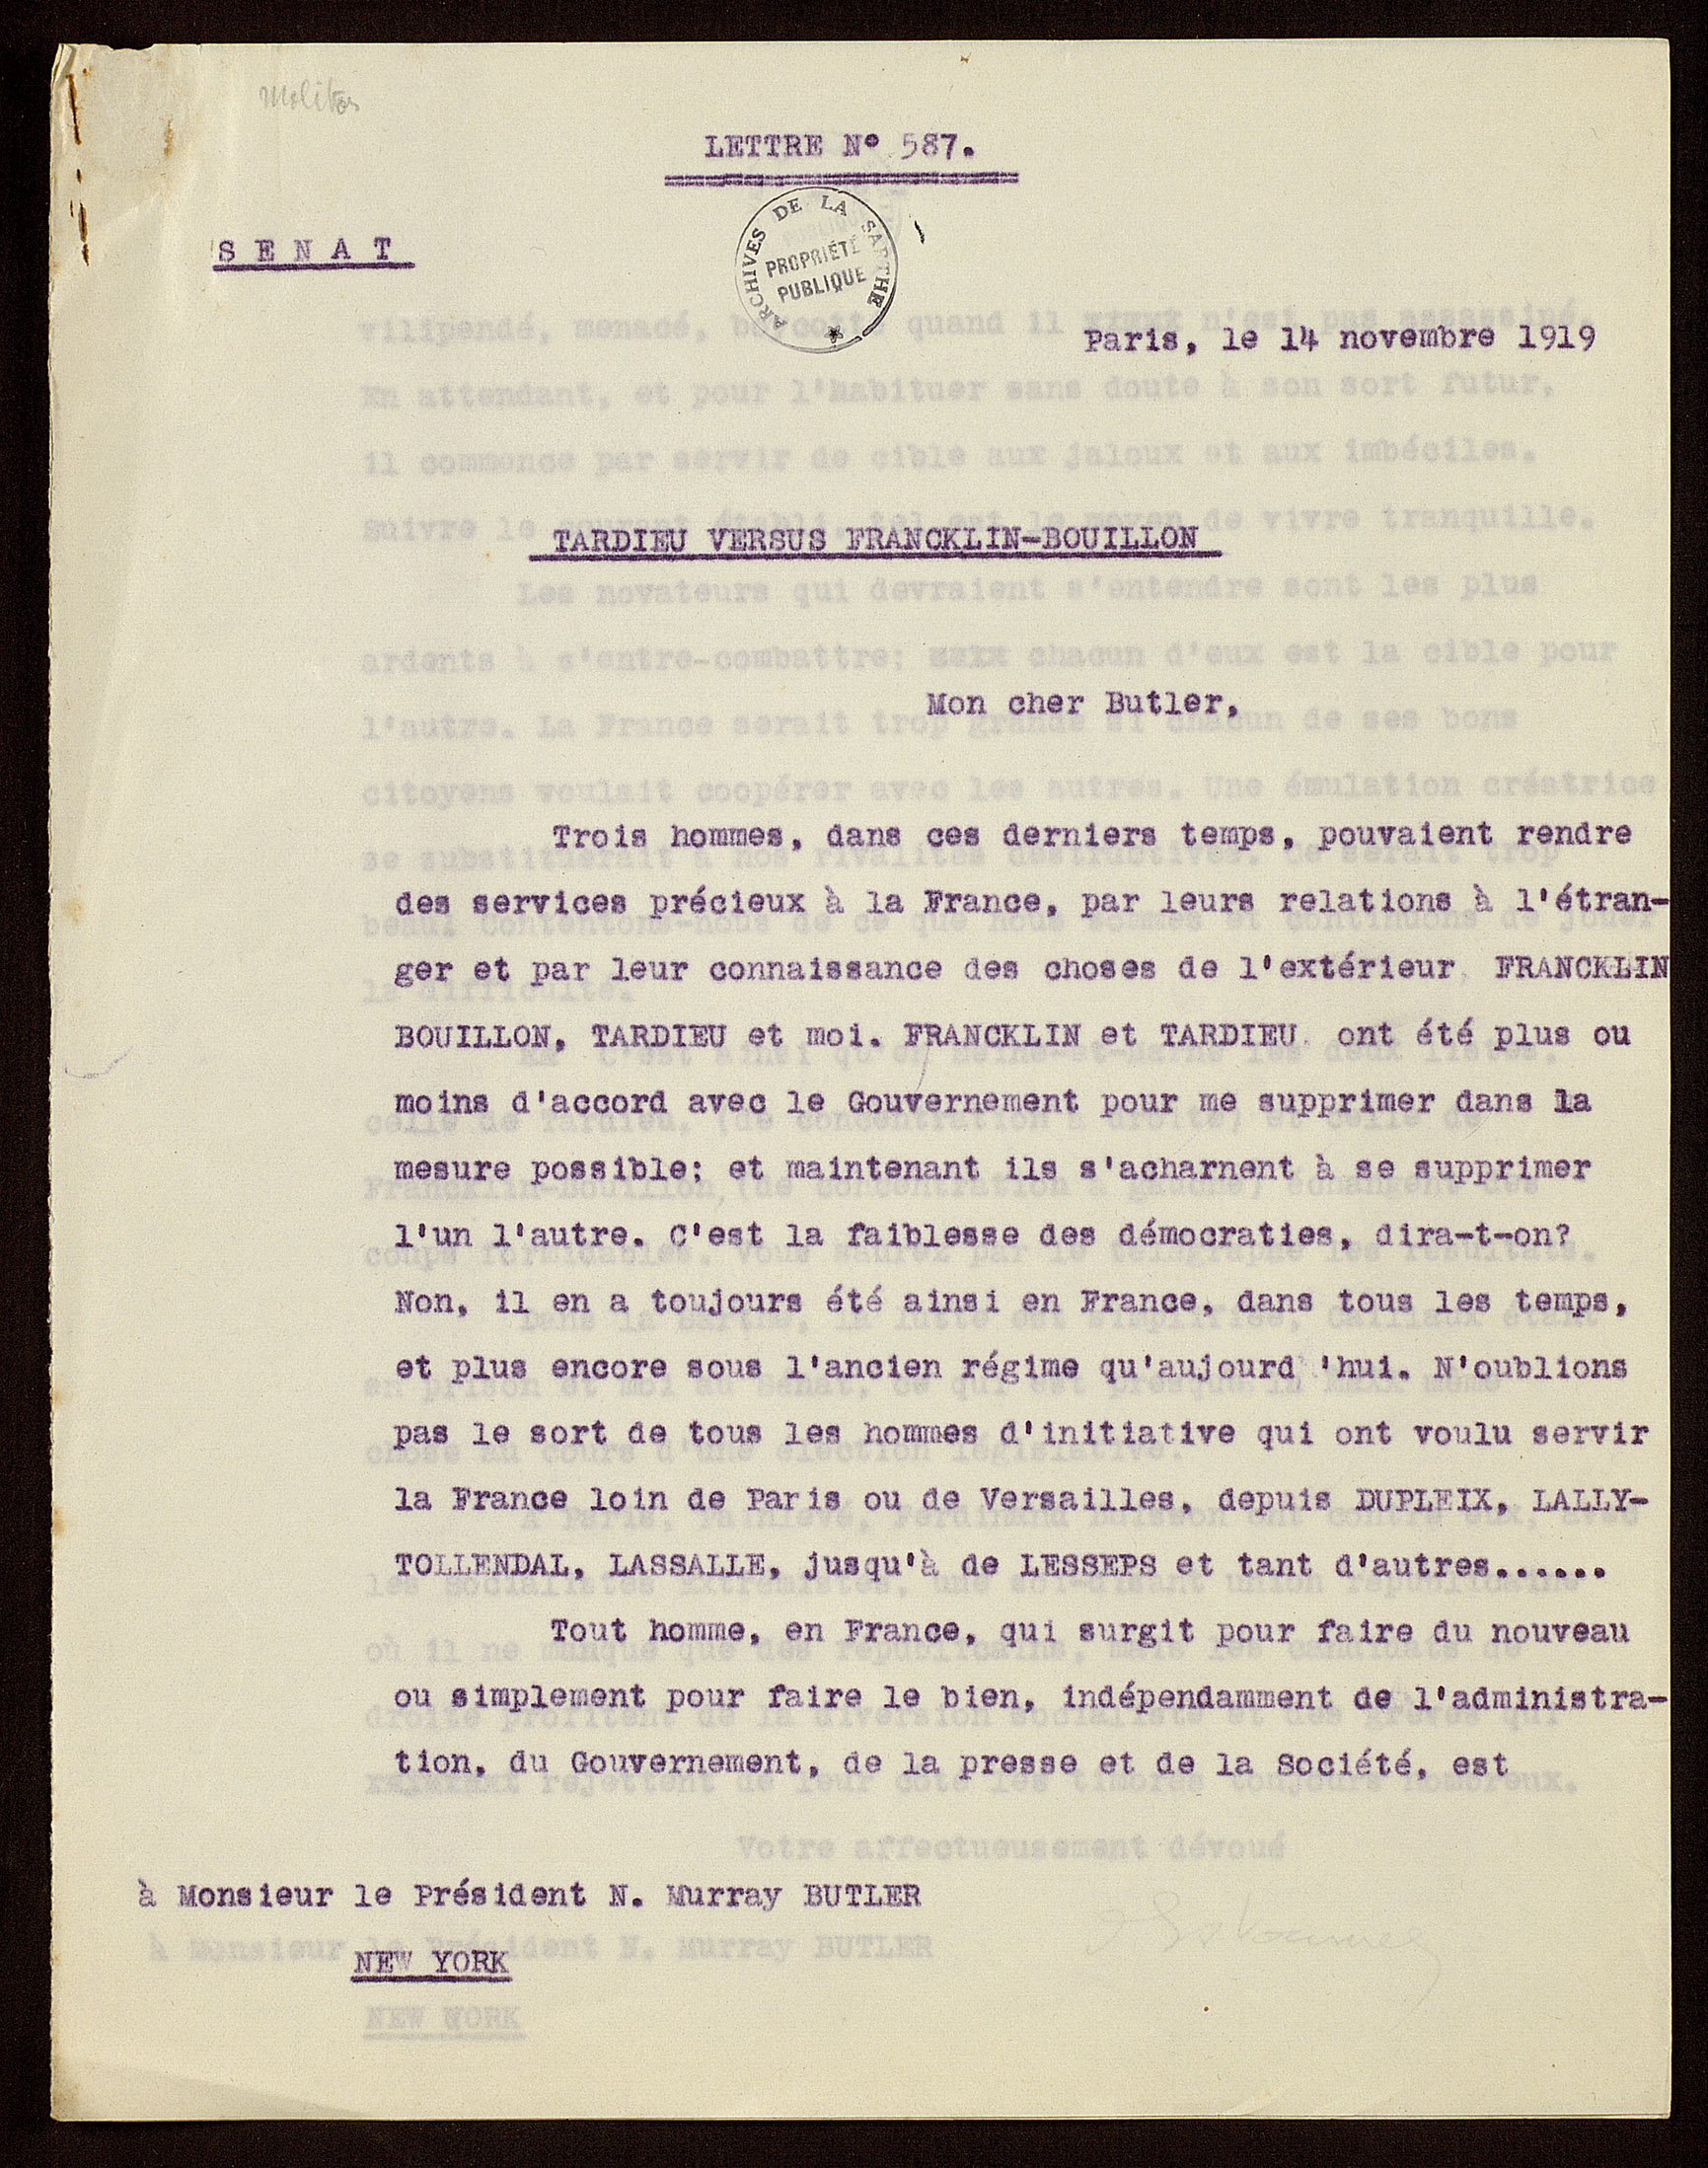 LETTRE N° 587.
ARCHIVES DE LA SARTHE
PROPRIÉTÉ
PUBLIQUE
SENAT
Paris, le 14 novembre 1919
TARDIEU VERSUS FRANCKLIN-BOUILLON
Mon cher Butler,
Trois hommes, dans ces derniers temps, pouvaient rendre
des services précieux à la France, par leurs relations à l'étran-
ger et par leur connaissance des choses de l'extérieur, FRANCKLIN
BOUILLON, TARDIEU et moi. FRANCKLIN et TARDIEU ont été plus ou
moins d'accord avec le Gouvernement pour me supprimer dans la
mesure possible; et maintenant ils s'acharnent à se supprimer
l'un l'autre. C'est la faiblesse des démocraties, dira-t-on?
Non, il en a toujours été ainsi en France, dans tous les temps,
et plus encore sous l'ancien régime qu'aujourd 'hui. N'oublions
pas le sort de tous les hommes d'initiative qui ont voulu servir
la France loin de Paris ou de Versailles, depuis DUPLEIX, LALLY-
TOLLENDAL, LASSALLE, jusqu'à de LESSEPS et tant d'autres......
Tout homme, en France, qui surgit pour faire du nouveau
ou simplement pour faire le bien, indépendamment de l'administra-
tion, du Gouvernement, de la presse et de la Société, est
à Monsieur le Président N. Murray BUTLER
NEW YORK